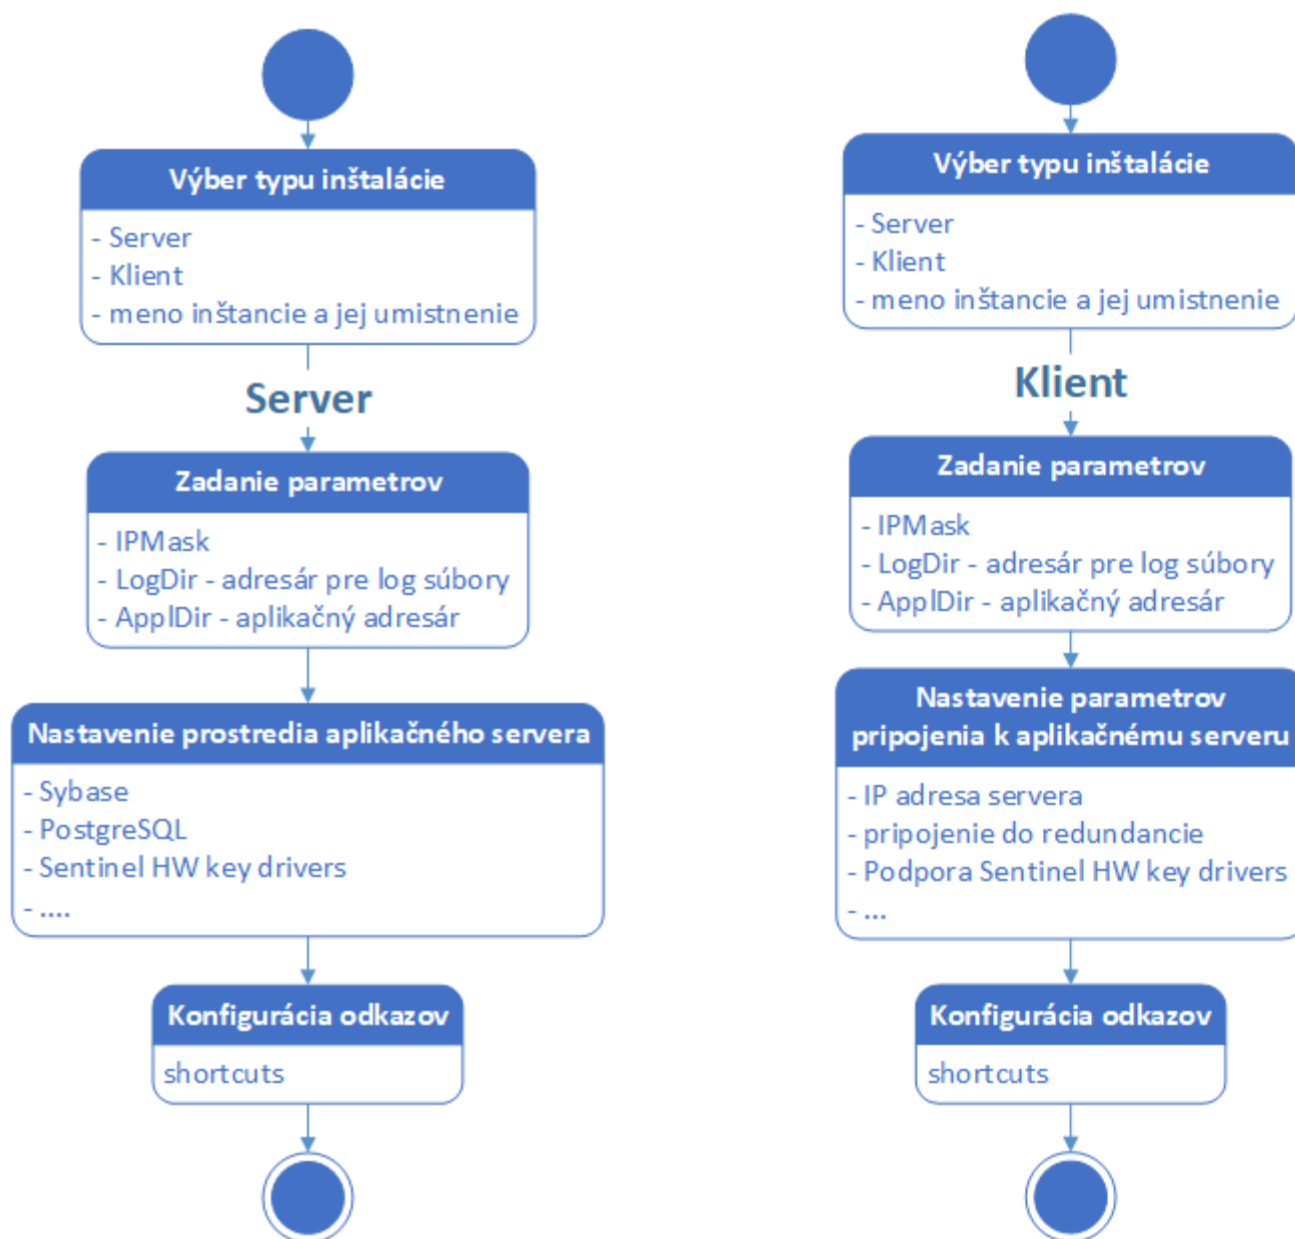 Výber typu inštalácie
- Server
- Klient
- meno inštancie a jej umistnenie
Server
Zadanie parametrov
- IPMask
- LogDir - adresár pre log súbory
- ApplDir - aplikačný adresár
Nastavenie prostredia aplikačného servera
- Sybase
- PostgreSQL
- Sentinel HW key drivers
- ....
Konfigurácia odkazov
shortcuts
Výber typu inštalácie
- Server
- Klient
- meno inštancie a jej umistnenie
Klient
Zadanie parametrov
- IPMask
- LogDir - adresár pre log súbory
- ApplDir - aplikačný adresár
Nastavenie parametrov
pripojenia k aplikačnému serveru
- IP adresa servera
- pripojenie do redundancie
- Podpora Sentinel HW key drivers
- ...
Konfigurácia odkazov
shortcuts